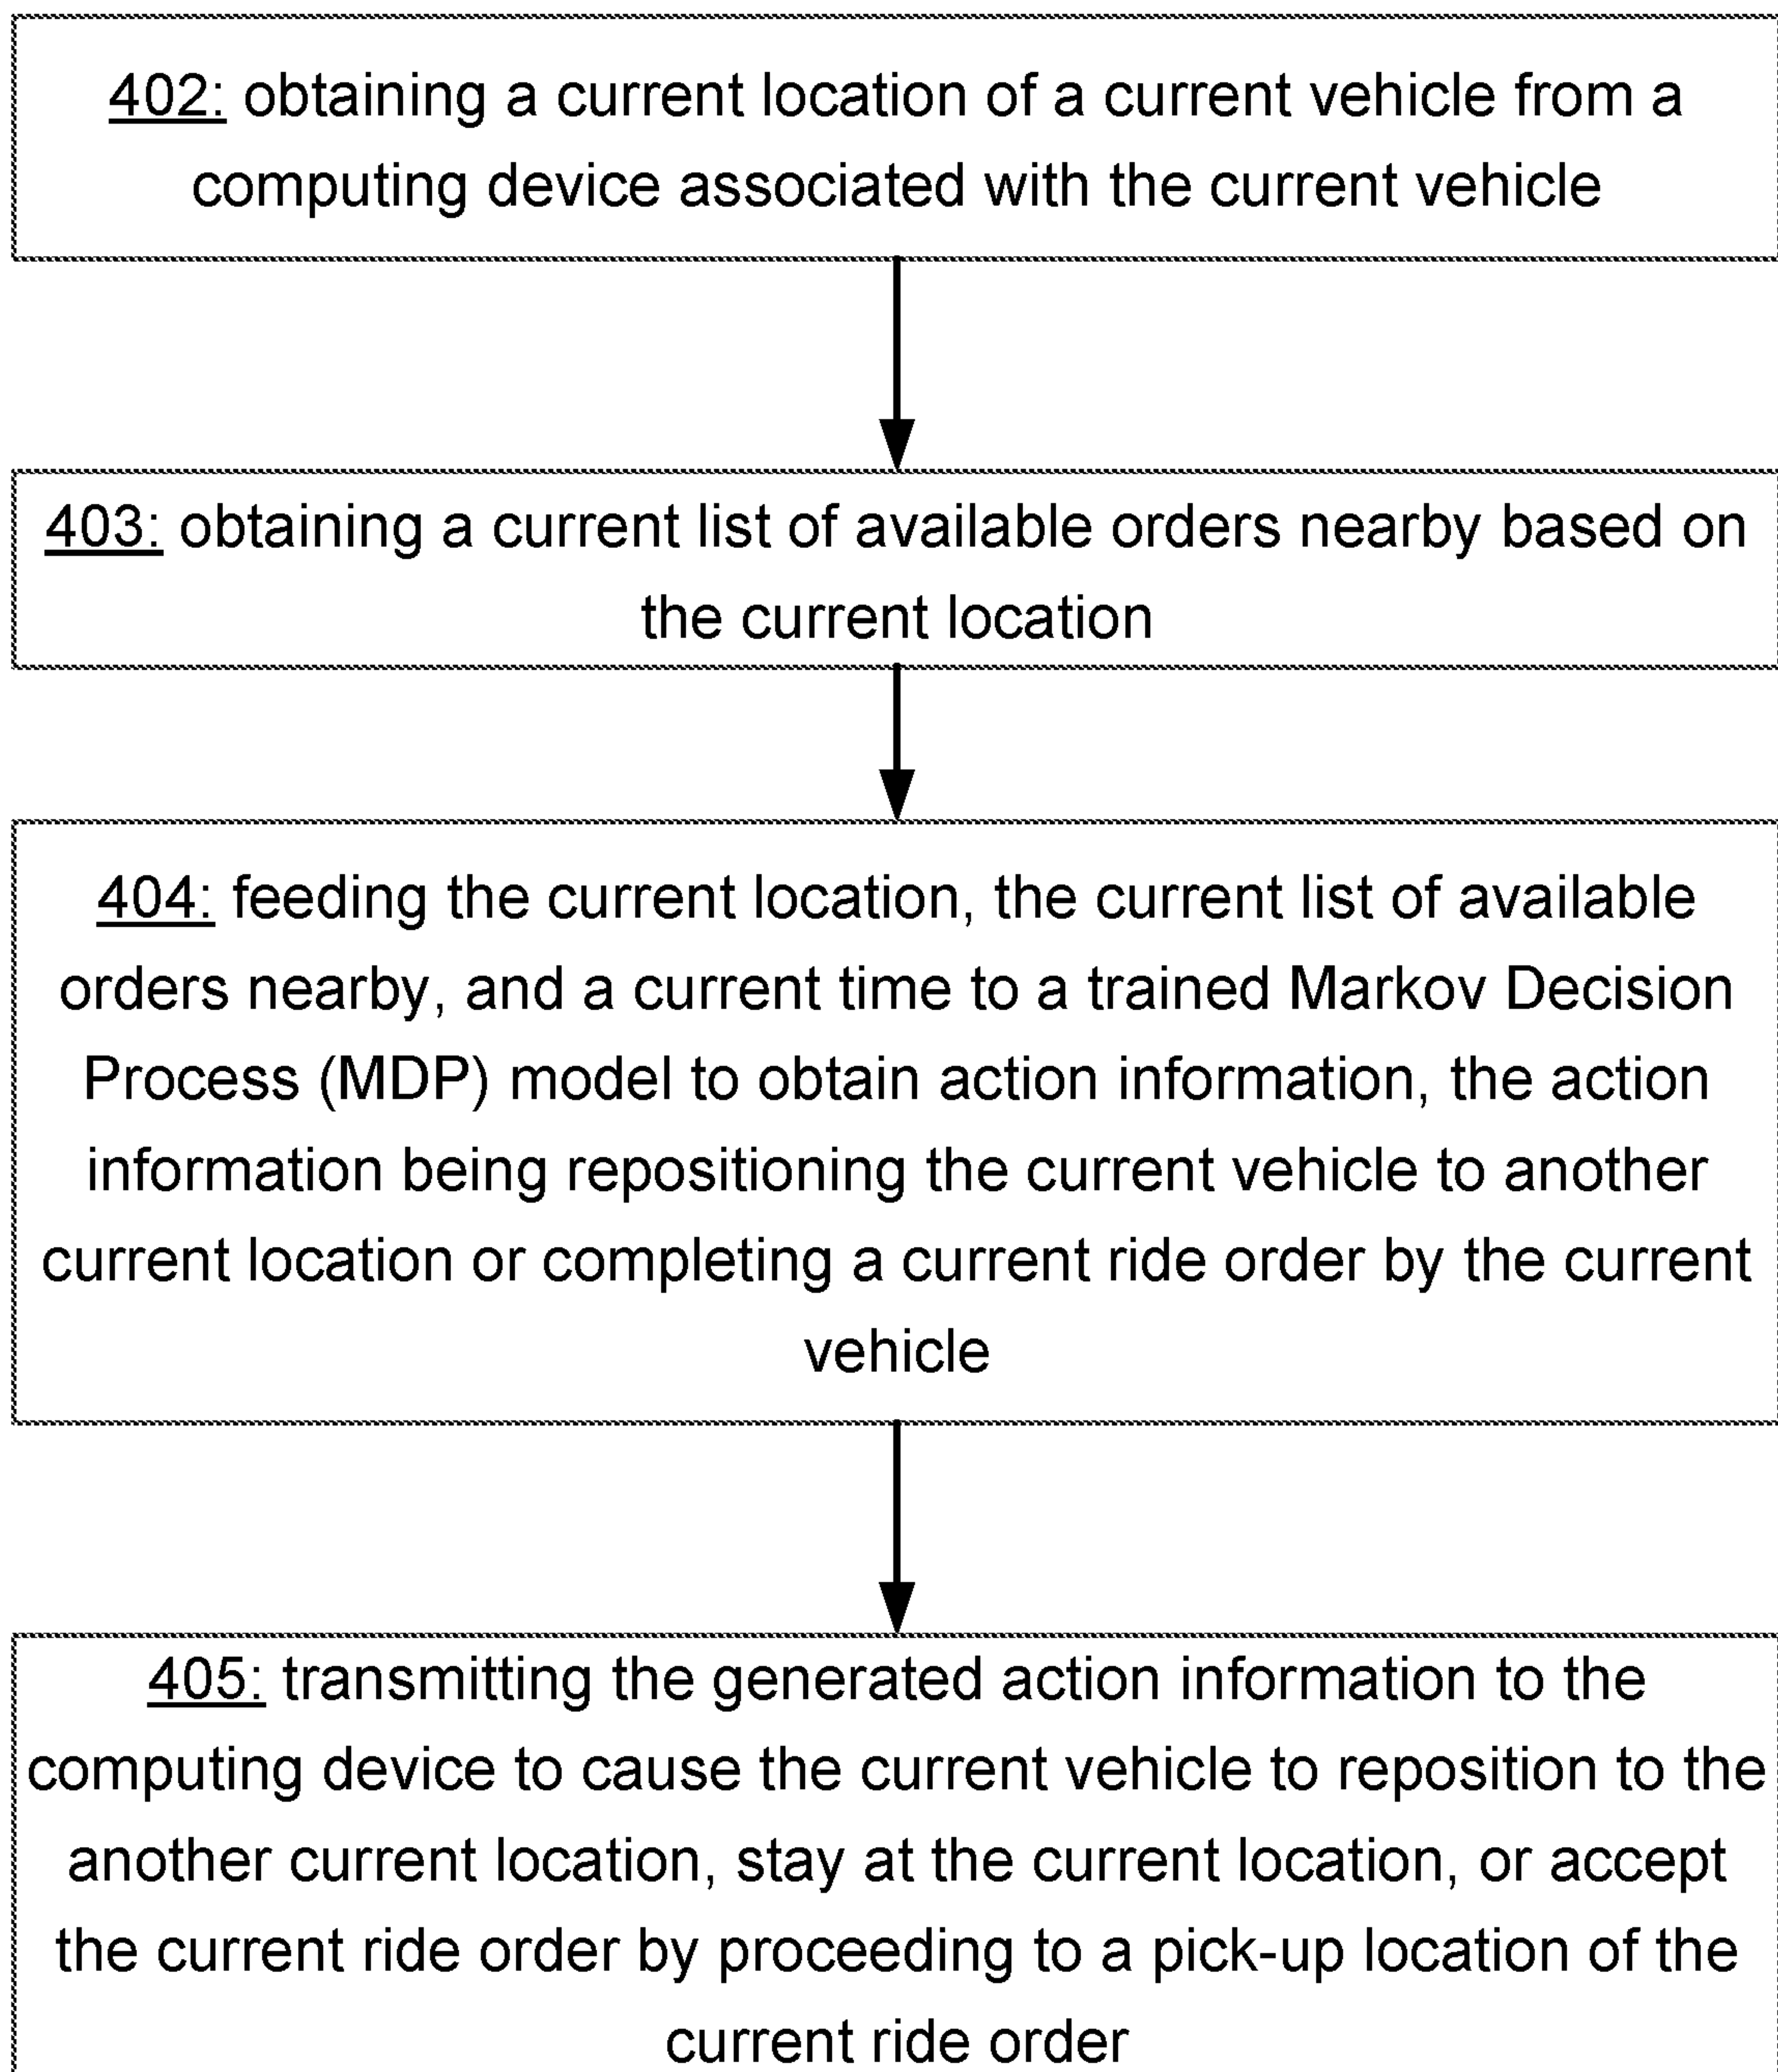 402: obtaining a current location of a current vehicle from a
computing device associated with the current vehicle
403: obtaining a current list of available orders nearby based on
the current location
404: feeding the current location, the current list of available
orders nearby, and a current time to a trained Markov Decision
Process (MDP) model to obtain action information, the action
information being repositioning the current vehicle to another
current location or completing a current ride order by the current
vehicle
405: transmitting the generated action information to the
computing device to cause the current vehicle to reposition to the
another current location, stay at the current location, or accept
the current ride order by proceeding to a pick-up location of the
current ride order